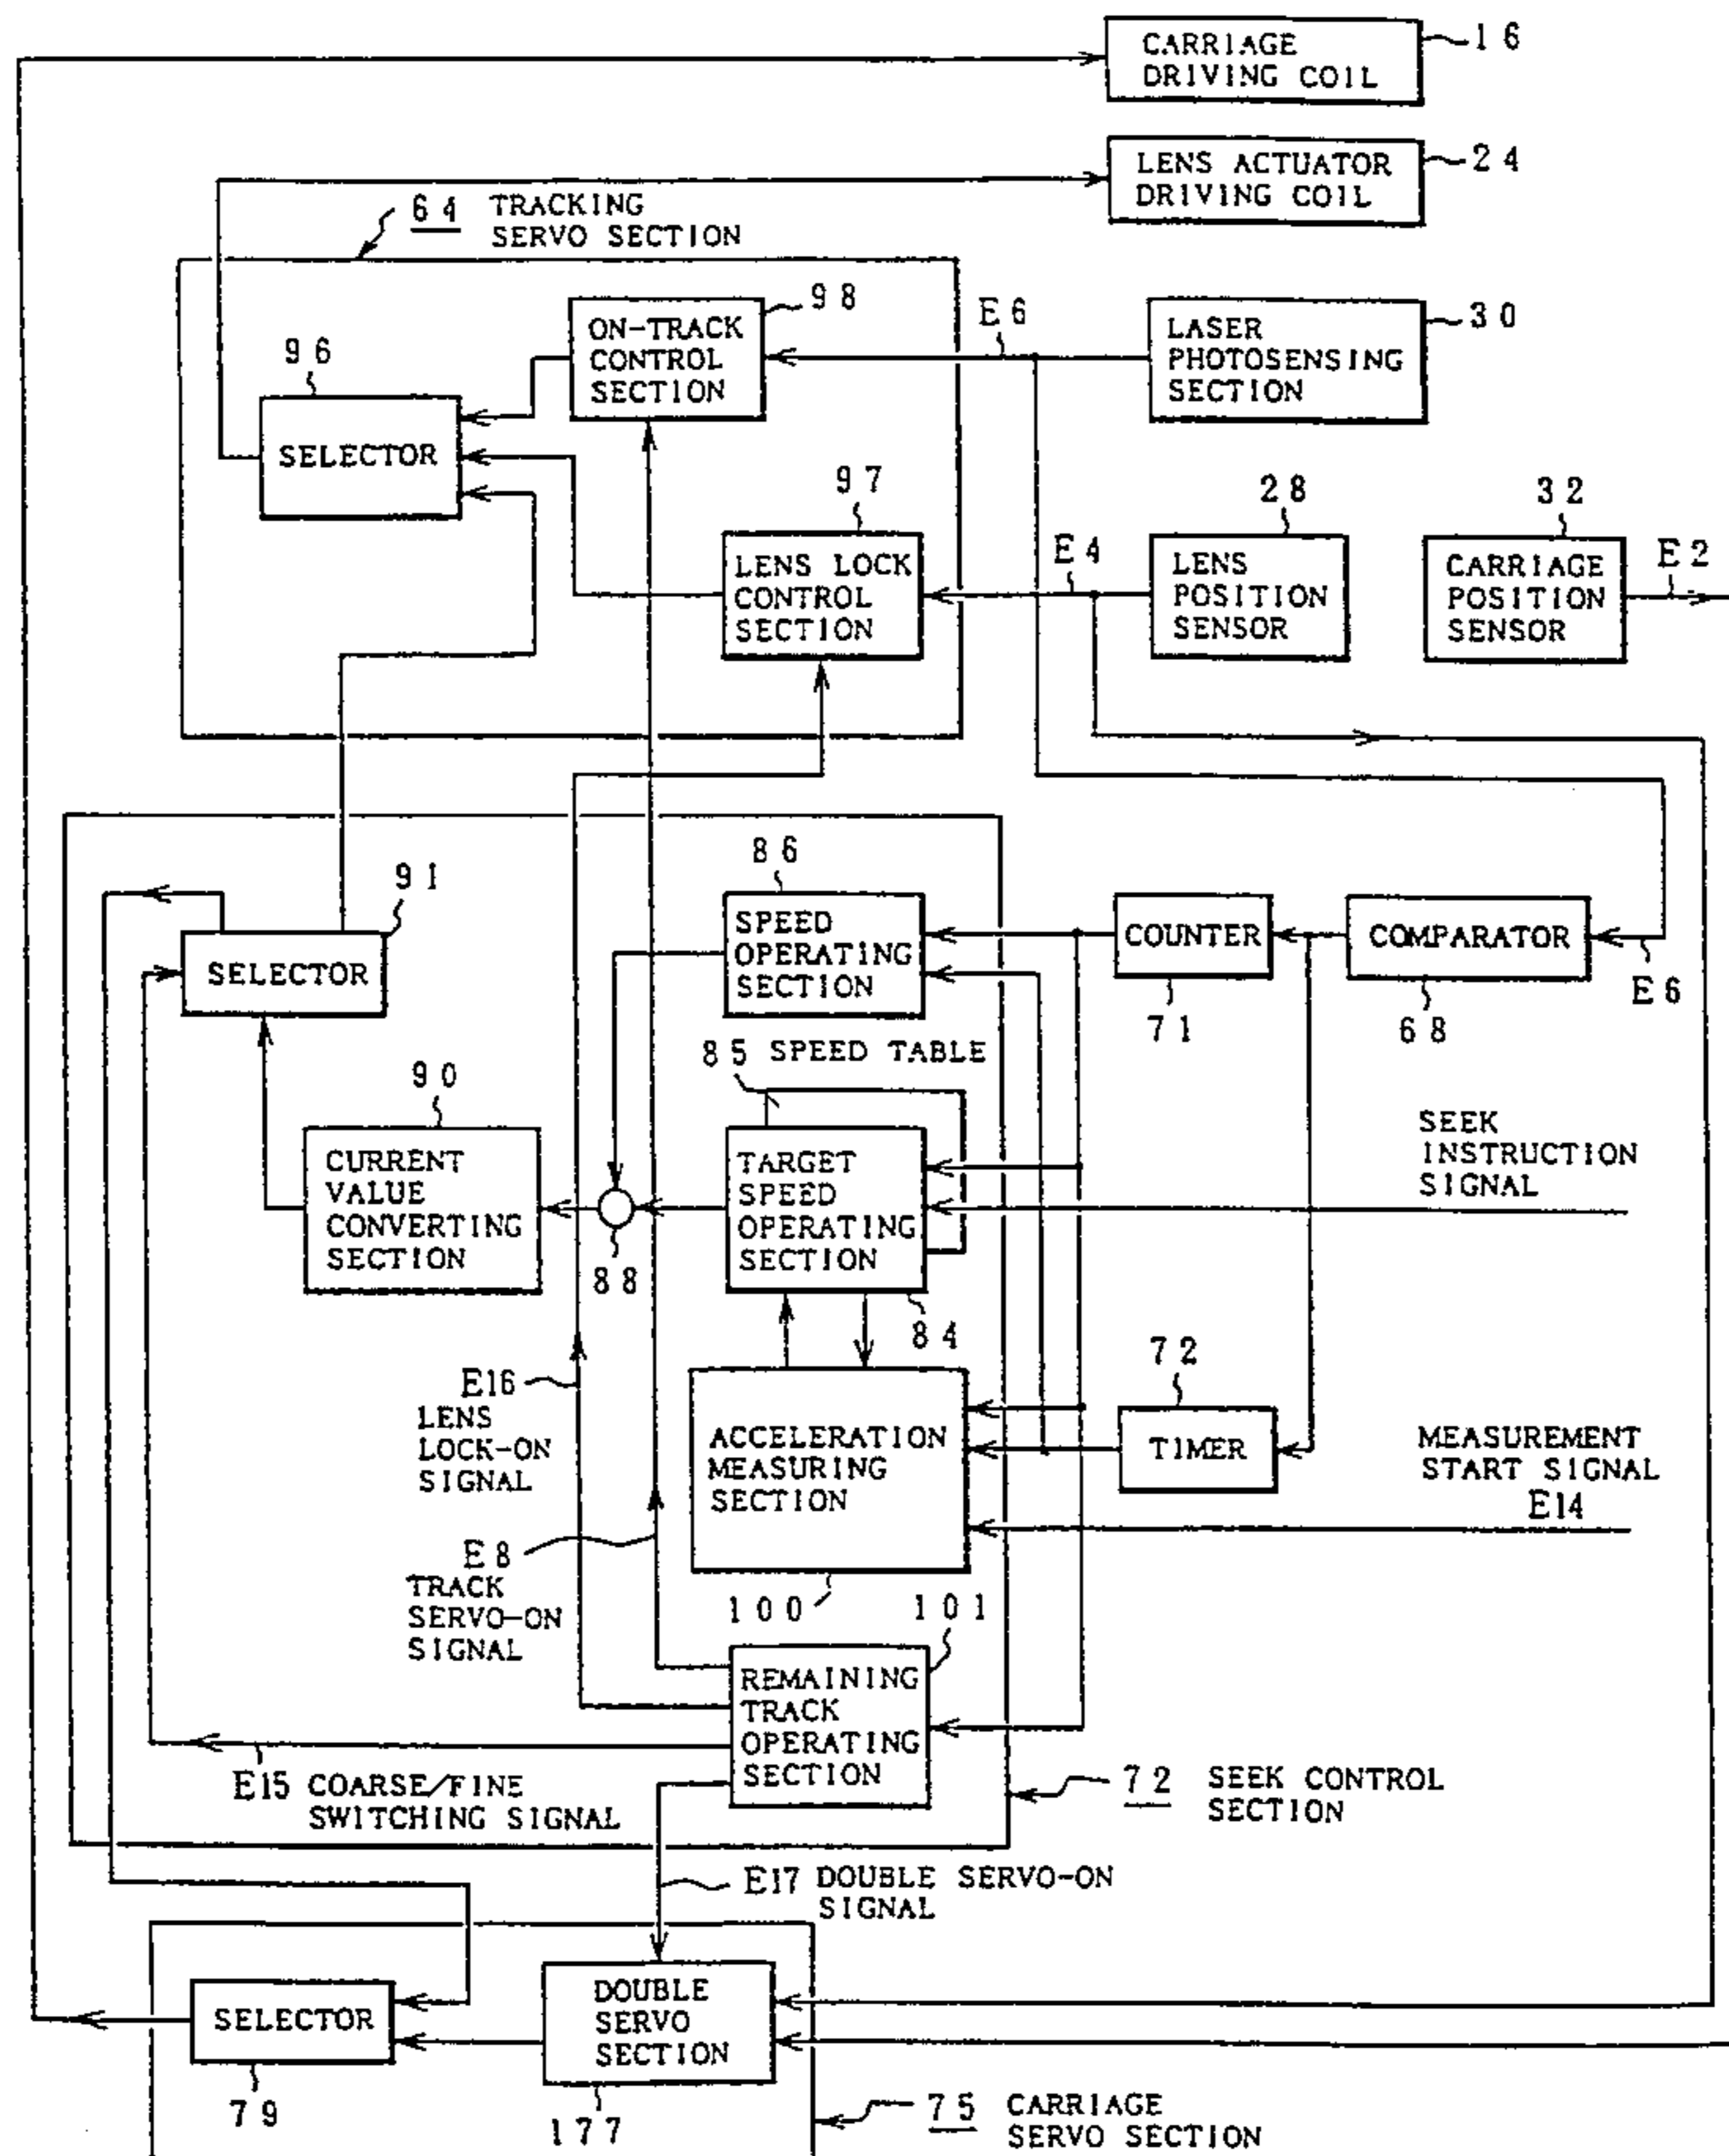 CARRIAGE
DRIVING COIL
16
LENS ACTUATOR
DRIVING COIL
24
64 TRACKING
SERVO SECTION
98
ON-TRACK
CONTROL
SECTION
E6
LASER
PHOTOSENSING
SECTION
30
96
SELECTOR
97
LENS LOCK
CONTROL
SECTION
E4
28
LENS
POSITION
SENSOR
32
CARRIAGE
POSITION
SENSOR
E2
91
SELECTOR
86
SPEED
OPERATING
SECTION
COUNTER
71
COMPARATOR
68
E6
85 SPEED TABLE
90
CURRENT
VALUE
CONVERTING
SECTION
88
TARGET
SPEED
OPERATING
SECTION
84
SEEK
INSTRUCTION
SIGNAL
E16
LENS
LOCK-ON
SIGNAL
ACCELERATION
MEASURING
SECTION
100
72
TIMER
MEASUREMENT
START SIGNAL
E14
E8
TRACK
SERVO-ON
SIGNAL
101
REMAINING
TRACK
OPERATING
SECTION
E15 COARSE/FINE
SWITCHING SIGNAL
72 SEEK CONTROL
SECTION
E17 DOUBLE SERVO-ON
SIGNAL
SELECTOR
79
DOUBLE
SERVO
SECTION
177
75 CARRIAGE
SERVO SECTION